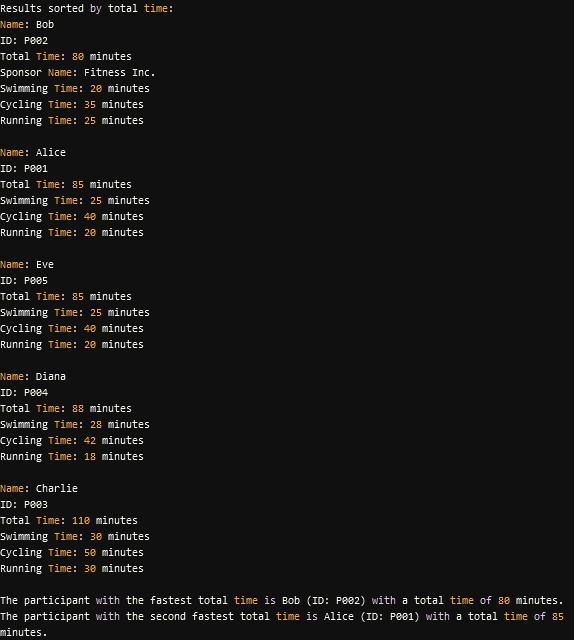 Results sorted by total time:
Name: Bob
ID: P002
Total Time: 80 minutes
Sponsor Name: Fitness Inc.
Swimming Time: 20 minutes
Cycling Time: 35 minutes
Running Time: 25 minutes
Name: Alice
ID: P001
Total Time: 85 minutes
Swimming Time: 25 minutes
Cycling Time: 40 minutes
Running Time: 20 minutes
Name: Eve
ID: P005
Total Time: 85 minutes
Swimming Time: 25 minutes
Cycling Time: 40 minutes
Running Time: 20 minutes
Name: Diana
ID: P004
Total Time: 88 minutes
Swimming Time: 28 minutes
Cycling Time: 42 minutes
Running Time: 18 minutes
Name: Charlie
ID: P003
Total Time: 110 minutes
Swimming Time: 30 minutes
Cycling Time: 50 minutes
Running Time: 30 minutes
The participant with the fastest total time is Bob (ID: P002) with a total time of 80 minutes.
The participant with the second fastest total time is Alice (ID: P001) with a total time of 85
minutes.